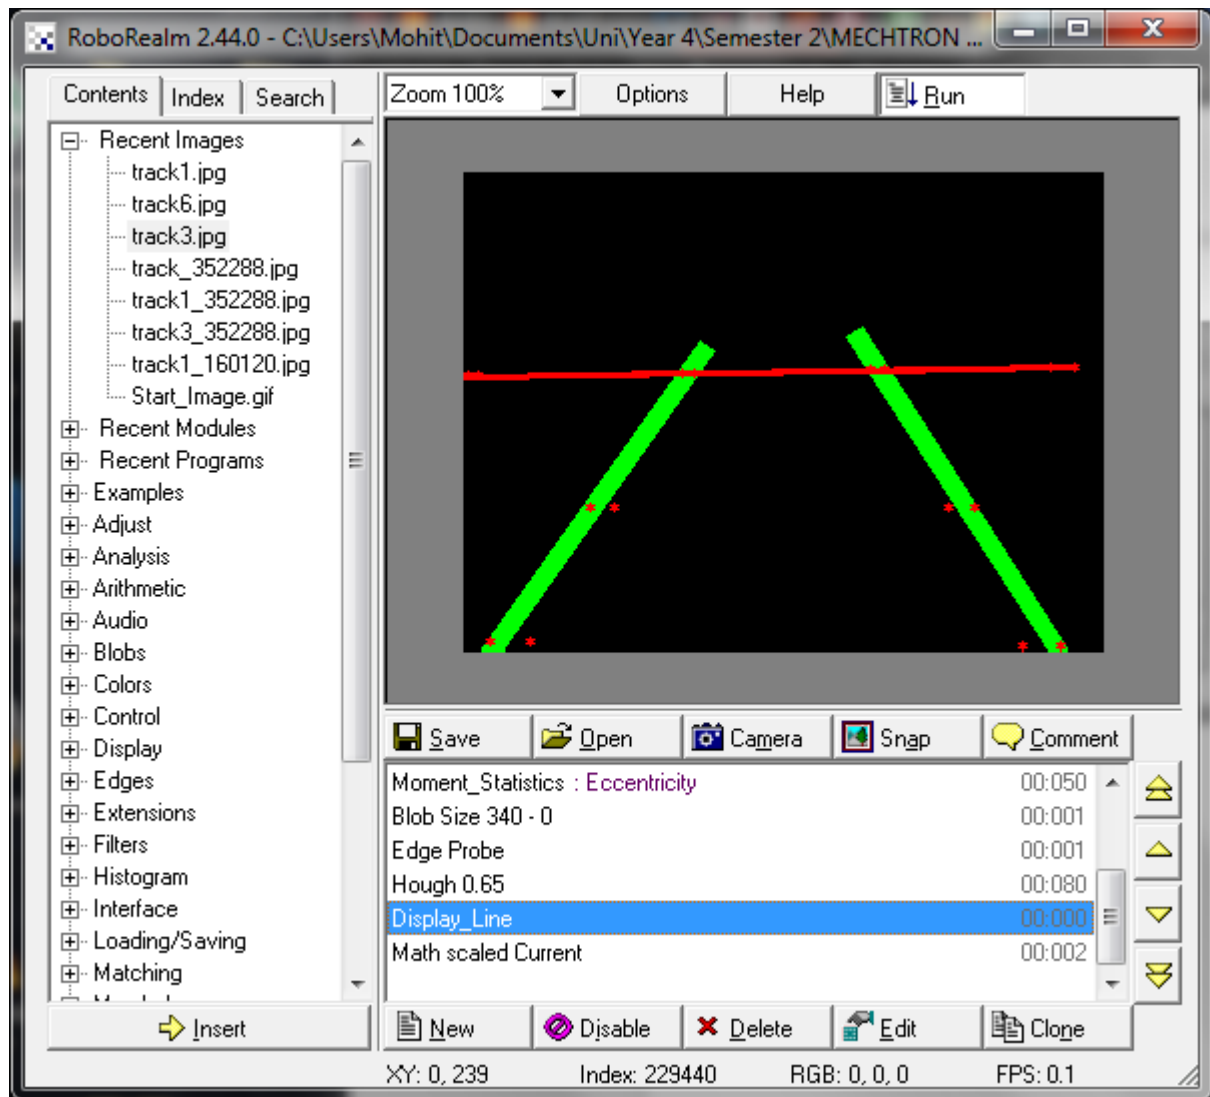 RoboRealm 2.44.0 - C:\Users\Mohit\Documents\Uni\Year 4\Semester 2\MECHTRON ...
Contents Index Search
Zoom 100% Options Help Run
Recent Images
track1.jpg
track6.jpg
track3.jpg
track_352288.jpg
track1_352288.jpg
track3_352288.jpg
track1_160120.jpg
Start_Image.gif
Recent Modules
Recent Programs
Examples
Adjust
Analysis
Arithmetic
Audio
Blobs
Colors
Control
Display
Edges
Extensions
Filters
Histogram
Interface
Loading/Saving
Matching
Insert
Save Open Camera Snap Comment
Moment_Statistics : Eccentricity 00:050
Blob Size 340 - 0 00:001
Edge Probe 00:001
Hough 0.65 00:080
Display_Line 00:000
Math scaled Current 00:002
New Disable Delete Edit Clone
XY: 0, 239 Index: 229440 RGB: 0, 0, 0 FPS: 0.1